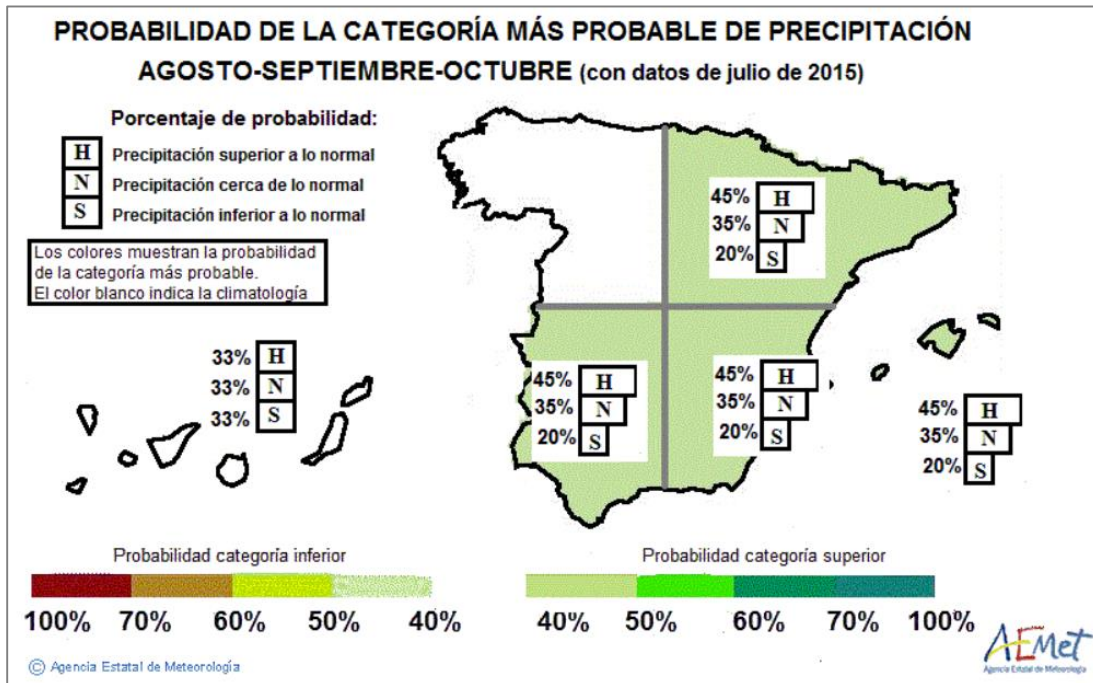 PROBABILIDAD DE LA CATEGORÍA MÁS PROBABLE DE PRECIPITACIÓN
AGOSTO-SEPTIEMBRE-OCTUBRE (con datos de julio de 2015)
Porcentaje de probabilidad:
H Precipitación superior a lo normal
N Precipitación cerca de lo normal
S Precipitación inferior a lo normal
Los colores muestran la probabilidad
de la categoría más probable.
El color blanco indica la climatología
45% H
35% N
20% S
33% H
33% N
33% S
45% H
35% N
20% S
45% H
35% N
20% S
45% H
35% N
20% S
Probabilidad categoría inferior
100% 70% 60% 50% 40%
Probabilidad categoría superior
40% 50% 60% 70% 100%
© Agencia Estatal de Meteorología
AEMet
Agencia Estatal de Meteorología